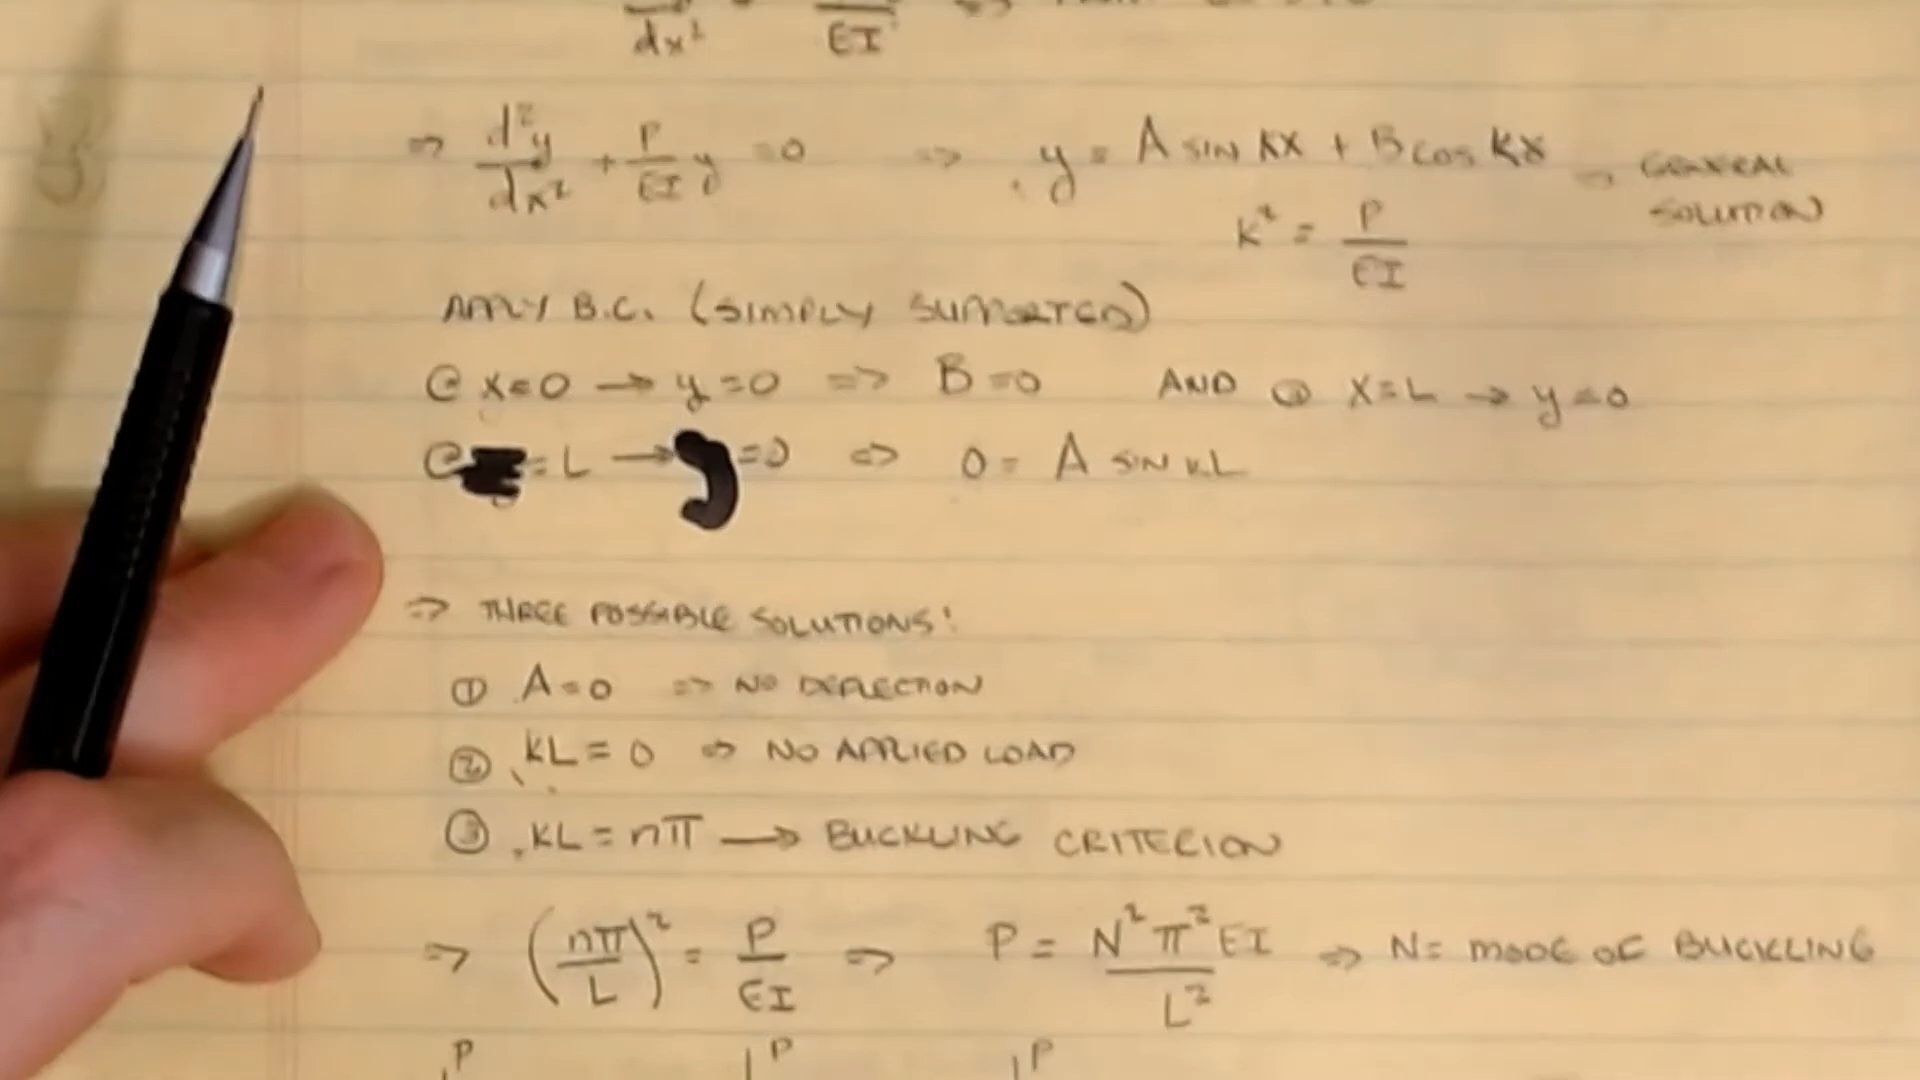 dx² EI
⇒ d²y/dx² + P/EI y = 0 ⇒ y = A SIN KX + B COS KX → GENERAL SOLUTION
K² = P/EI
APPLY B.C. (SIMPLY SUPPORTED)
@ X=0 → y=0 ⇒ B=0 AND @ X=L → y=0
@ = L → =0 ⇒ 0 = A SIN KL
⇒ THREE POSSIBLE SOLUTIONS:
① A=0 ⇒ NO DEFLECTION
② KL = 0 ⇒ NO APPLIED LOAD
③ KL = nπ → BUCKLING CRITERION
⇒ (nπ/L)² = P/EI ⇒ P = N²π²EI/L² ⇒ N = MODE OF BUCKLING
P P P